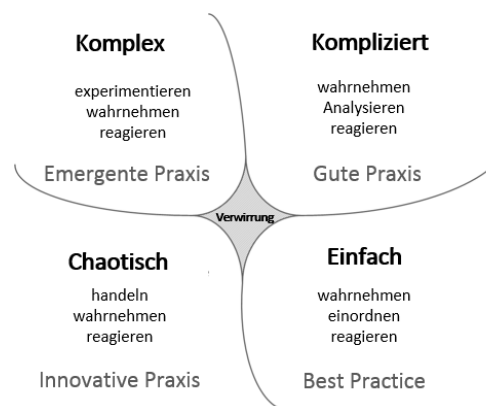 Komplex
experimentieren
wahrnehmen
reagieren
Emergente Praxis
Kompliziert
wahrnehmen
Analysieren
reagieren
Gute Praxis
Verwirrung
Chaotisch
handeln
wahrnehmen
reagieren
Innovative Praxis
Einfach
wahrnehmen
einordnen
reagieren
Best Practice